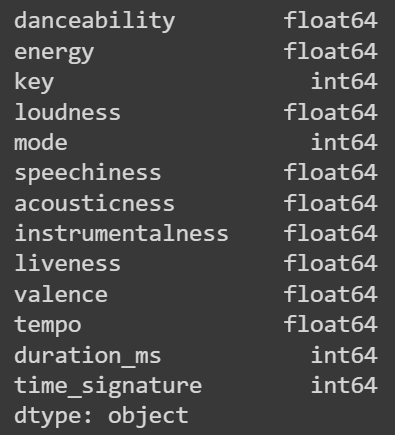 danceability float64
energy float64
key int64
loudness float64
mode int64
speechiness float64
acousticness float64
instrumentalness float64
liveness float64
valence float64
tempo float64
duration_ms int64
time_signature int64
dtype: object